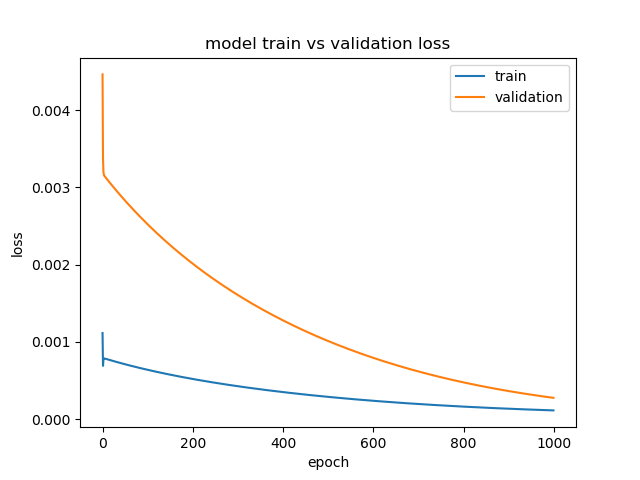 model train vs validation loss
train
validation
loss
0.004
0.003
0.002
0.001
0.000
0 200 400 600 800 1000
epoch